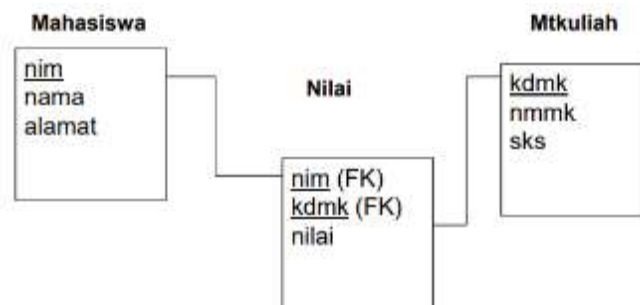 Mahasiswa
nim
nama
alamat
Nilai
nim (FK)
kdmk (FK)
nilai
Mtkuliah
kdmk
nmmk
sks